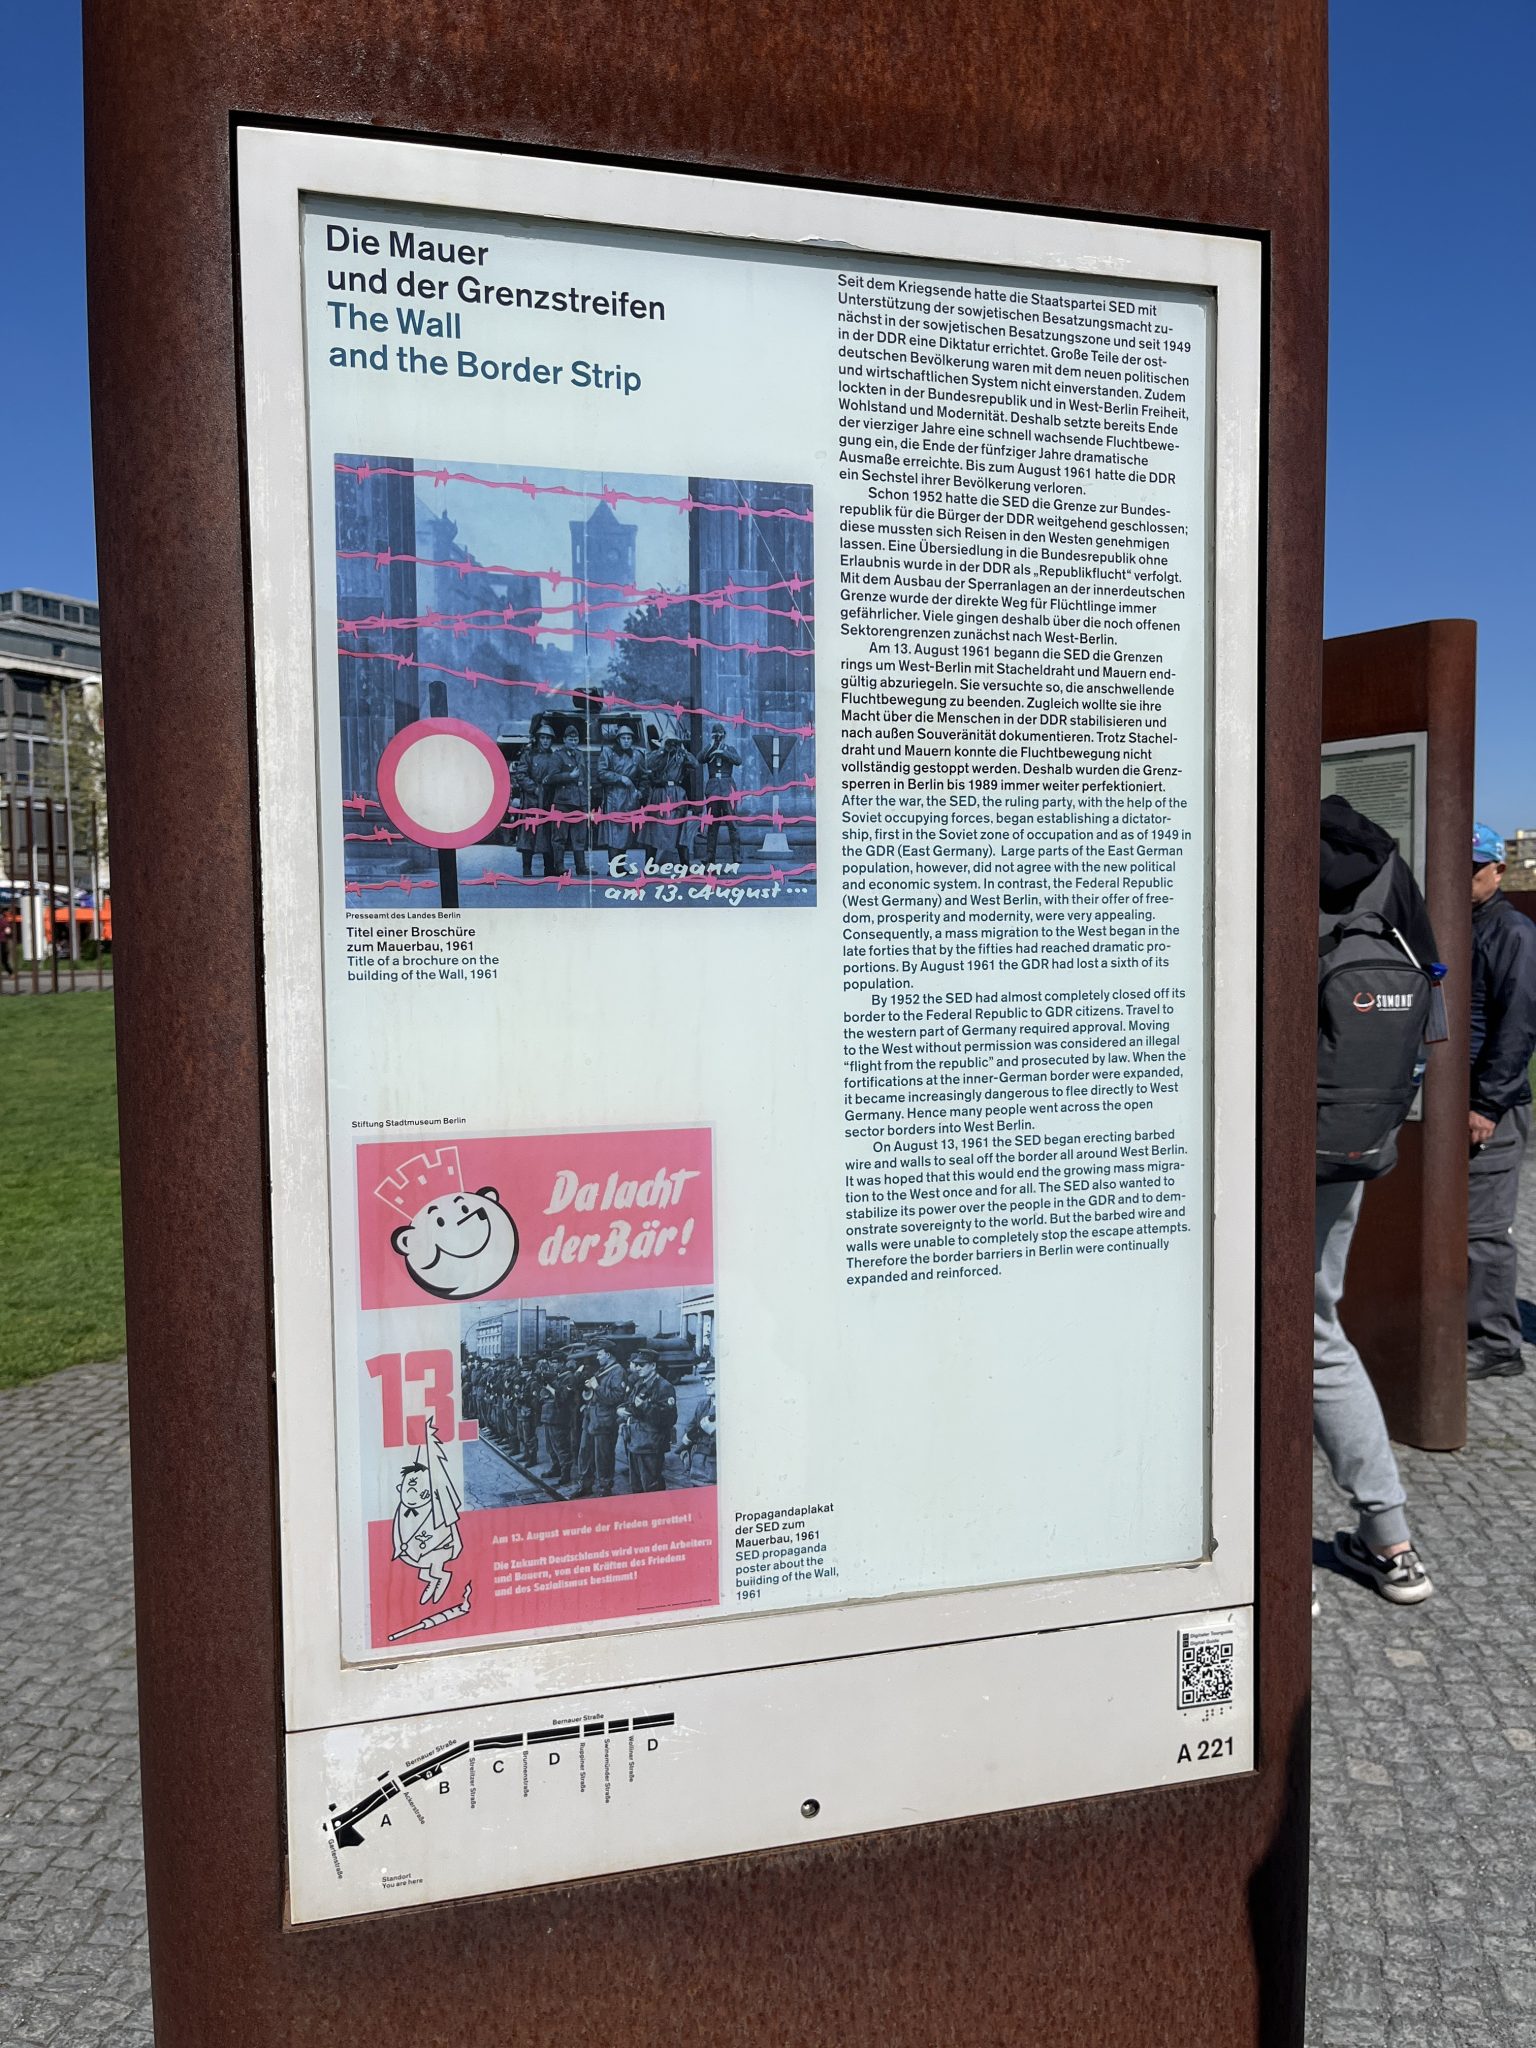 Die Mauer
und der Grenzstreifen
The Wall
and the Border Strip
Es begann
am 13. August ...
Presseamt des Landes Berlin
Titel einer Broschüre
zum Mauerbau, 1961
Title of a brochure on the
building of the Wall, 1961
Stiftung Stadtmuseum Berlin
Da lacht
der Bär!
13.
Am 13. August wurde der Frieden gerettet!
Die Zukunft Deutschlands wird von den Arbeitern
und Bauern, von den Kräften des Friedens
und des Sozialismus bestimmt!
Propagandaplakat
der SED zum
Mauerbau, 1961
SED propaganda
poster about the
building of the Wall,
1961
Seit dem Kriegsende hatte die Staatspartei SED mit
Unterstützung der sowjetischen Besatzungsmacht zu-
nächst in der sowjetischen Besatzungszone und seit 1949
in der DDR eine Diktatur errichtet. Große Teile der ost-
deutschen Bevölkerung waren mit dem neuen politischen
und wirtschaftlichen System nicht einverstanden. Zudem
lockten in der Bundesrepublik und in West-Berlin Freiheit,
Wohlstand und Modernität. Deshalb setzte bereits Ende
der vierziger Jahre eine schnell wachsende Fluchtbewe-
gung ein, die Ende der fünfziger Jahre dramatische
Ausmaße erreichte. Bis zum August 1961 hatte die DDR
ein Sechstel ihrer Bevölkerung verloren.
Schon 1952 hatte die SED die Grenze zur Bundes-
republik für die Bürger der DDR weitgehend geschlossen;
diese mussten sich Reisen in den Westen genehmigen
lassen. Eine Übersiedlung in die Bundesrepublik ohne
Erlaubnis wurde in der DDR als „Republikflucht“ verfolgt.
Mit dem Ausbau der Sperranlagen an der innerdeutschen
Grenze wurde der direkte Weg für Flüchtlinge immer
gefährlicher. Viele gingen deshalb über die noch offenen
Sektorengrenzen zunächst nach West-Berlin.
Am 13. August 1961 begann die SED die Grenzen
rings um West-Berlin mit Stacheldraht und Mauern end-
gültig abzuriegeln. Sie versuchte so, die anschwellende
Fluchtbewegung zu beenden. Zugleich wollte sie ihre
Macht über die Menschen in der DDR stabilisieren und
nach außen Souveränität dokumentieren. Trotz Stachel-
draht und Mauern konnte die Fluchtbewegung nicht
vollständig gestoppt werden. Deshalb wurden die Grenz-
sperren in Berlin bis 1989 immer weiter perfektioniert.
After the war, the SED, the ruling party, with the help of the
Soviet occupying forces, began establishing a dictator-
ship, first in the Soviet zone of occupation and as of 1949 in
the GDR (East Germany). Large parts of the East German
population, however, did not agree with the new political
and economic system. In contrast, the Federal Republic
(West Germany) and West Berlin, with their offer of free-
dom, prosperity and modernity, were very appealing.
Consequently, a mass migration to the West began in the
late forties that by the fifties had reached dramatic pro-
portions. By August 1961 the GDR had lost a sixth of its
population.
By 1952 the SED had almost completely closed off its
border to the Federal Republic to GDR citizens. Travel to
the western part of Germany required approval. Moving
to the West without permission was considered an illegal
“flight from the republic” and prosecuted by law. When the
fortifications at the inner-German border were expanded,
it became increasingly dangerous to flee directly to West
Germany. Hence many people went across the open
sector borders into West Berlin.
On August 13, 1961 the SED began erecting barbed
wire and walls to seal off the border all around West Berlin.
It was hoped that this would end the growing mass migra-
tion to the West once and for all. The SED also wanted to
stabilize its power over the people in the GDR and to dem-
onstrate sovereignty to the world. But the barbed wire and
walls were unable to completely stop the escape attempts.
Therefore the border barriers in Berlin were continually
expanded and reinforced.
Digitaler Tourguide
Digital Guide
A 221
Gartenstraße
A
Ackerstraße
Bernauer Straße
B
Strelitzer Straße
C
Brunnenstraße
D
Bernauer Straße
Ruppiner Straße
Swinemünder Straße
Wolliner Straße
D
Standort
You are here
SUMOND